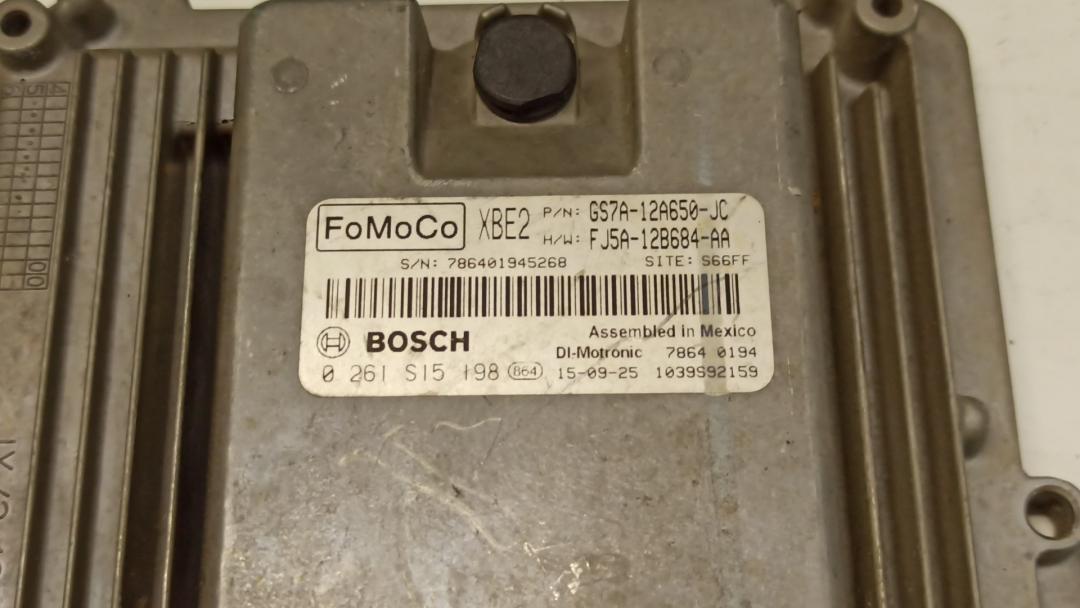 FoMoCo XBE2 P/N: GS7A-12A650-JC
H/W: FJ5A-12B684-AA
S/N: 786401945268 SITE: S66FF
BOSCH Assembled in Mexico
DI-Motronic 7864 0194
0 261 S15 198 864 15-09-25 1039S92159